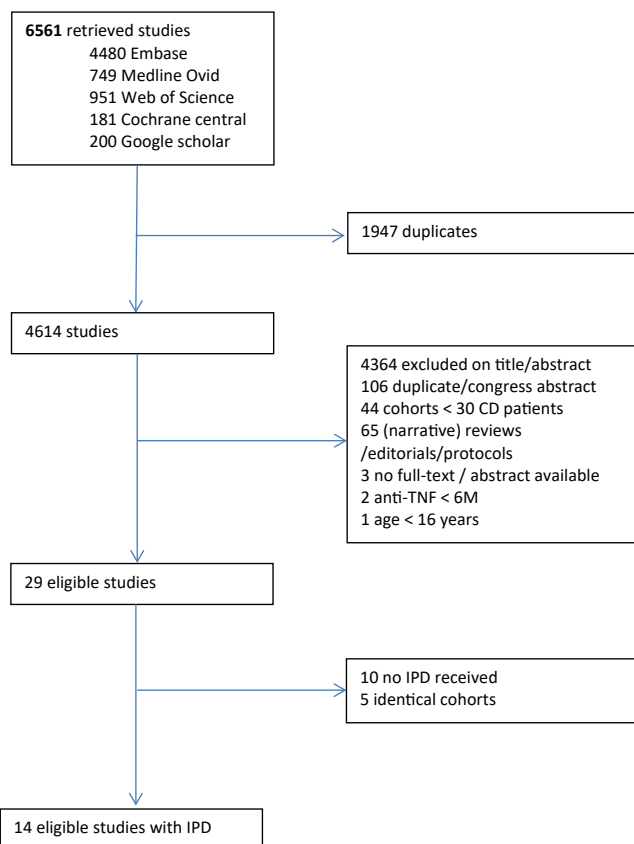 6561 retrieved studies
4480 Embase
749 Medline Ovid
951 Web of Science
181 Cochrane central
200 Google scholar
1947 duplicates
4614 studies
4364 excluded on title/abstract
106 duplicate/congress abstract
44 cohorts < 30 CD patients
65 (narrative) reviews
/editorials/protocols
3 no full-text / abstract available
2 anti-TNF < 6M
1 age < 16 years
29 eligible studies
10 no IPD received
5 identical cohorts
14 eligible studies with IPD